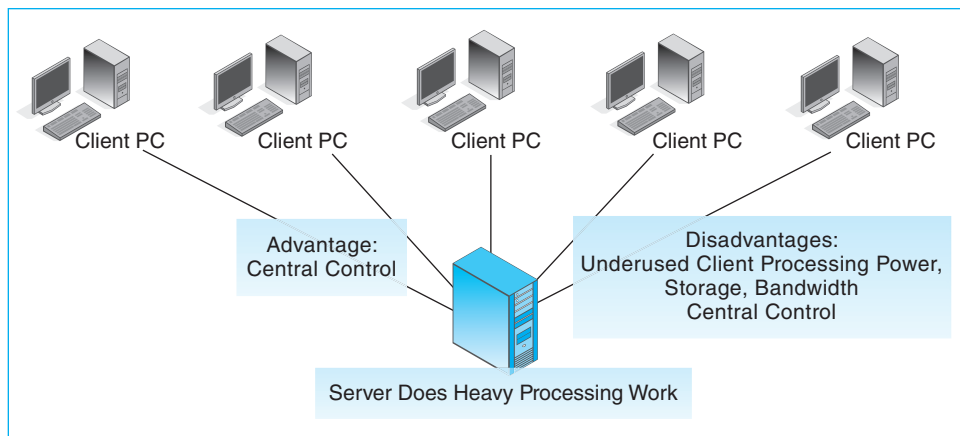 Client PC
Client PC
Client PC
Client PC
Client PC
Advantage:
Central Control
Disadvantages:
Underused Client Processing Power,
Storage, Bandwidth
Central Control
Server Does Heavy Processing Work